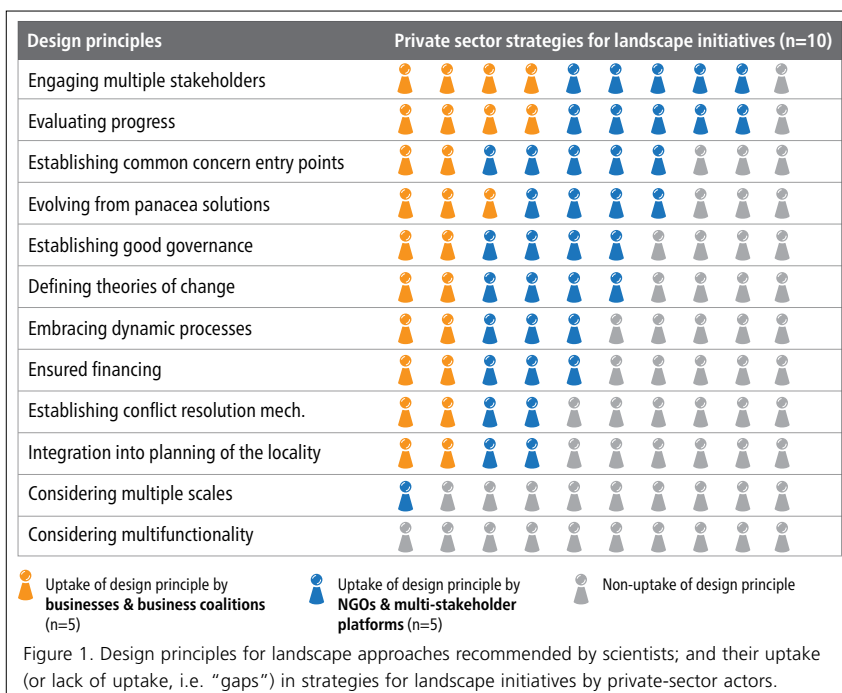 Design principles Private sector strategies for landscape initiatives (n=10)
Engaging multiple stakeholders
Evaluating progress
Establishing common concern entry points
Evolving from panacea solutions
Establishing good governance
Defining theories of change
Embracing dynamic processes
Ensured financing
Establishing conflict resolution mech.
Integration into planning of the locality
Considering multiple scales
Considering multifunctionality
Uptake of design principle by
businesses & business coalitions
(n=5)
Uptake of design principle by
NGOs & multi-stakeholder
platforms (n=5)
Non-uptake of design principle
Figure 1. Design principles for landscape approaches recommended by scientists; and their uptake
(or lack of uptake, i.e. “gaps”) in strategies for landscape initiatives by private-sector actors.